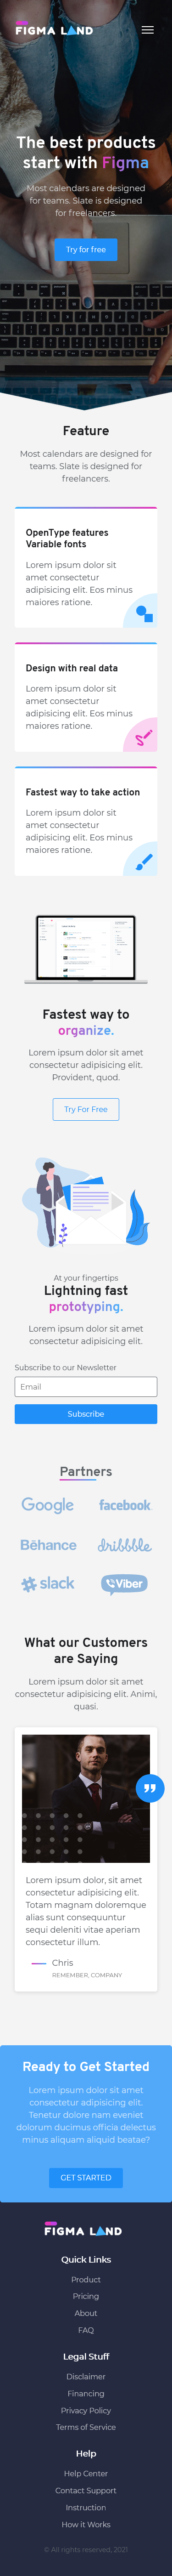 FIGMA LAND
The best products
start with Figma
Most calendars are designed
for teams. Slate is designed
for freelancers.
Try for free
Feature
Most calendars are designed for
teams. Slate is designed for
freelancers.
OpenType features
Variable fonts
Lorem ipsum dolor sit
amet consectetur
adipisicing elit. Eos minus
maiores ratione.
Design with real data
Lorem ipsum dolor sit
amet consectetur
adipisicing elit. Eos minus
maiores ratione.
Fastest way to take action
Lorem ipsum dolor sit
amet consectetur
adipisicing elit. Eos minus
maiores ratione.
Fastest way to
organize.
Lorem ipsum dolor sit amet
consectetur adipisicing elit.
Provident, quod.
Try For Free
At your fingertips
Lightning fast
prototyping.
Lorem ipsum dolor sit amet
consectetur adipisicing elit.
Subscribe to our Newsletter
Email
Subscribe
Partners
Google
facebook
Bēhance
dribbble
slack
Viber
What our Customers
are Saying
Lorem ipsum dolor sit amet
consectetur adipisicing elit. Animi,
quasi.
Lorem ipsum dolor, sit amet
consectetur adipisicing elit.
Totam magnam doloremque
alias sunt consequuntur
sequi deleniti vitae aperiam
consectetur illum.
Chris
REMEMBER, COMPANY
Ready to Get Started
Lorem ipsum dolor sit amet
consectetur adipisicing elit.
Tenetur dolore nam eveniet
dolorum ducimus officia delectus
minus aliquam aliquid beatae?
GET STARTED
FIGMA LAND
Quick Links
Product
Pricing
About
FAQ
Legal Stuff
Disclaimer
Financing
Privacy Policy
Terms of Service
Help
Help Center
Contact Support
Instruction
How it Works
© All rights reserved, 2021